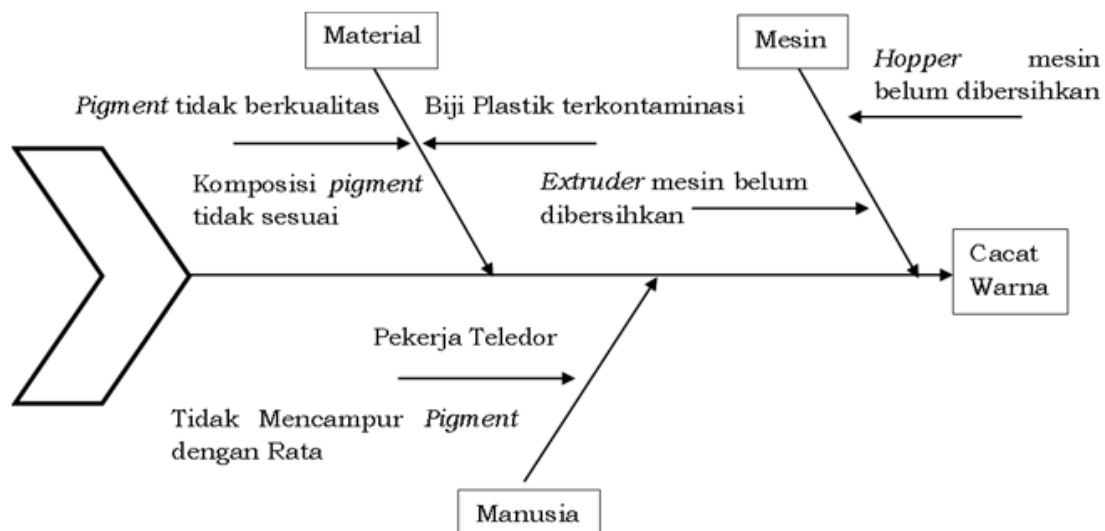 Material
Mesin
Hopper mesin
belum dibersihkan
Pigment tidak berkualitas
Biji Plastik terkontaminasi
Komposisi pigment
tidak sesuai
Extruder mesin belum
dibersihkan
Cacat
Warna
Pekerja Teledor
Tidak Mencampur Pigment
dengan Rata
Manusia